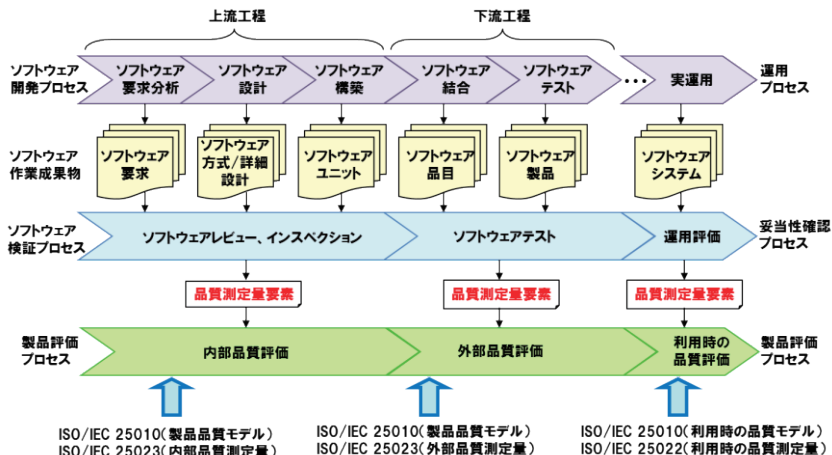 上流工程
下流工程
ソフトウェア
開発プロセス
ソフトウェア
要求分析
ソフトウェア
設計
ソフトウェア
構築
ソフトウェア
結合
ソフトウェア
テスト
•••
実運用
運用
プロセス
ソフトウェア
作業成果物
ソフトウェア
要求
ソフトウェア
方式/詳細
設計
ソフトウェア
ユニット
ソフトウェア
品目
ソフトウェア
製品
ソフトウェア
システム
ソフトウェア
検証プロセス
ソフトウェアレビュー、インスペクション
ソフトウェアテスト
運用評価
妥当性確認
プロセス
品質測定量要素
品質測定量要素
品質測定量要素
製品評価
プロセス
内部品質評価
外部品質評価
利用時の
品質評価
製品評価
プロセス
ISO/IEC 25010(製品品質モデル)
ISO/IEC 25023(内部品質測定量)
ISO/IEC 25010(製品品質モデル)
ISO/IEC 25023(外部品質測定量)
ISO/IEC 25010(利用時の品質モデル)
ISO/IEC 25022(利用時の品質測定量)